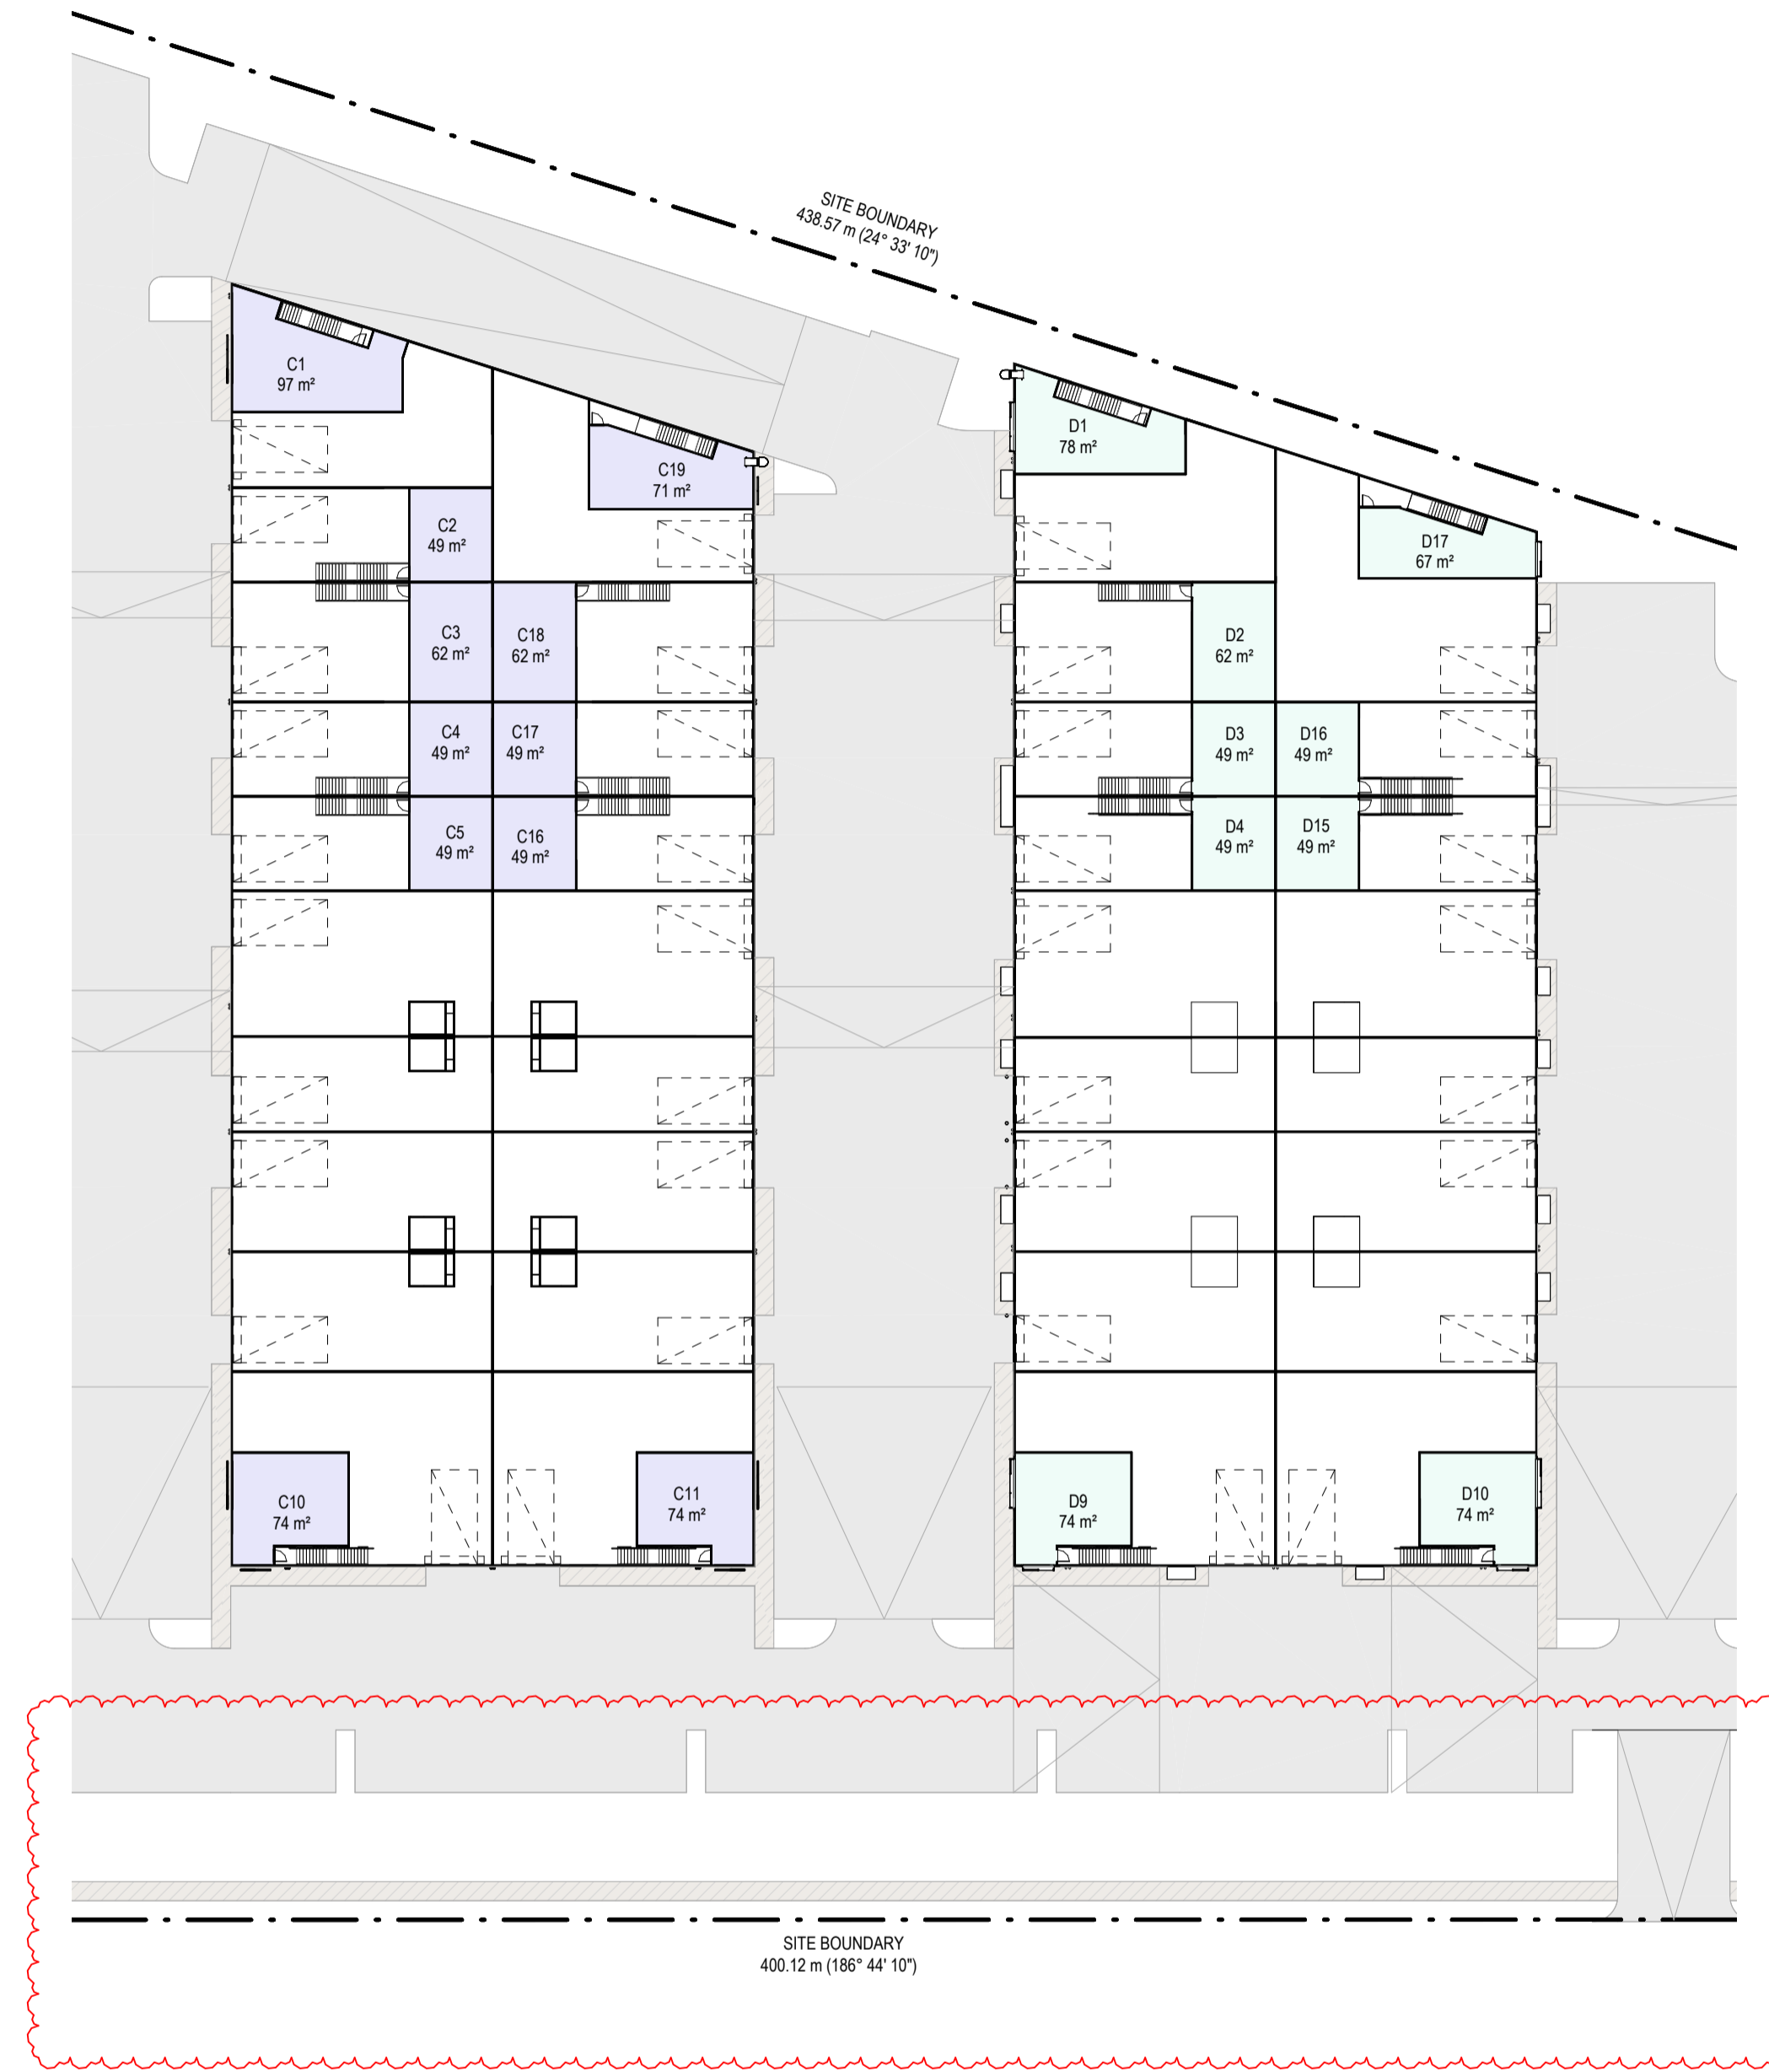 SITE BOUNDARY
438.57 m (24° 33' 10")
C1
97 m²
C19
71 m²
C2
49 m²
C3
62 m²
C18
62 m²
C4
49 m²
C17
49 m²
C5
49 m²
C16
49 m²
C10
74 m²
C11
74 m²
D1
78 m²
D17
67 m²
D2
62 m²
D3
49 m²
D16
49 m²
D4
49 m²
D15
49 m²
D9
74 m²
D10
74 m²
SITE BOUNDARY
400.12 m (186° 44' 10")